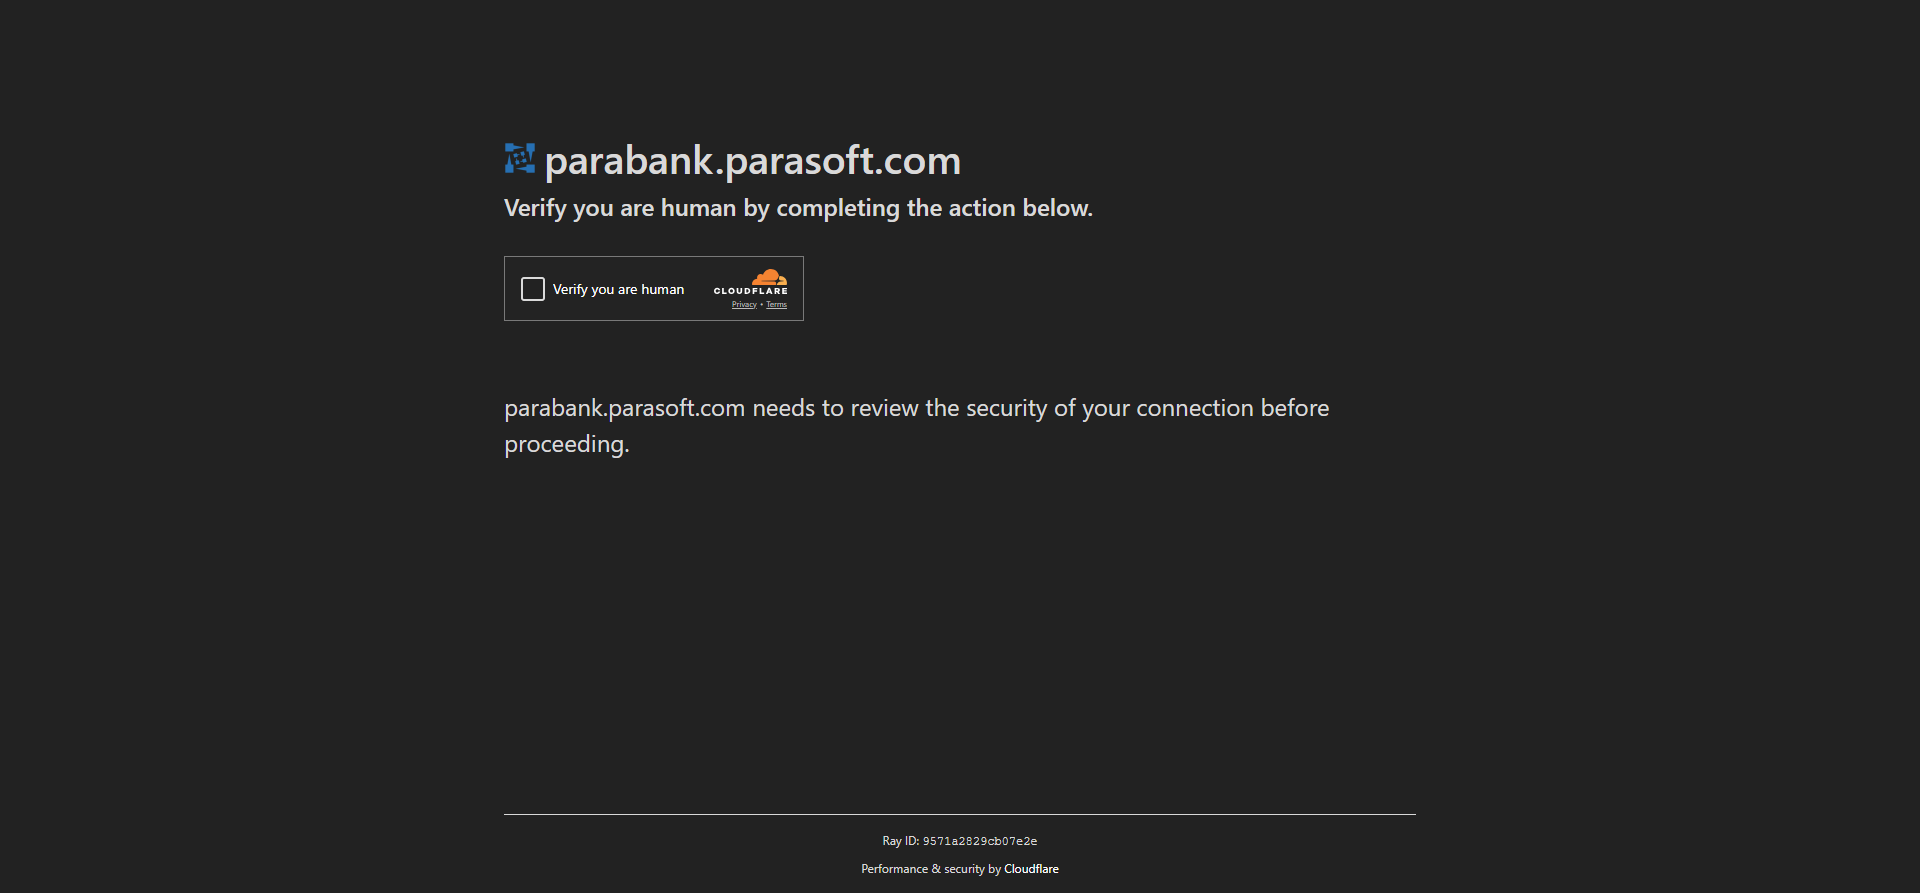 parabank.parasoft.com
Verify you are human by completing the action below.
Verify you are human
CLOUDFLARE
Privacy • Terms
parabank.parasoft.com needs to review the security of your connection before
proceeding.
Ray ID: 9571a2829cb07e2e
Performance & security by Cloudflare